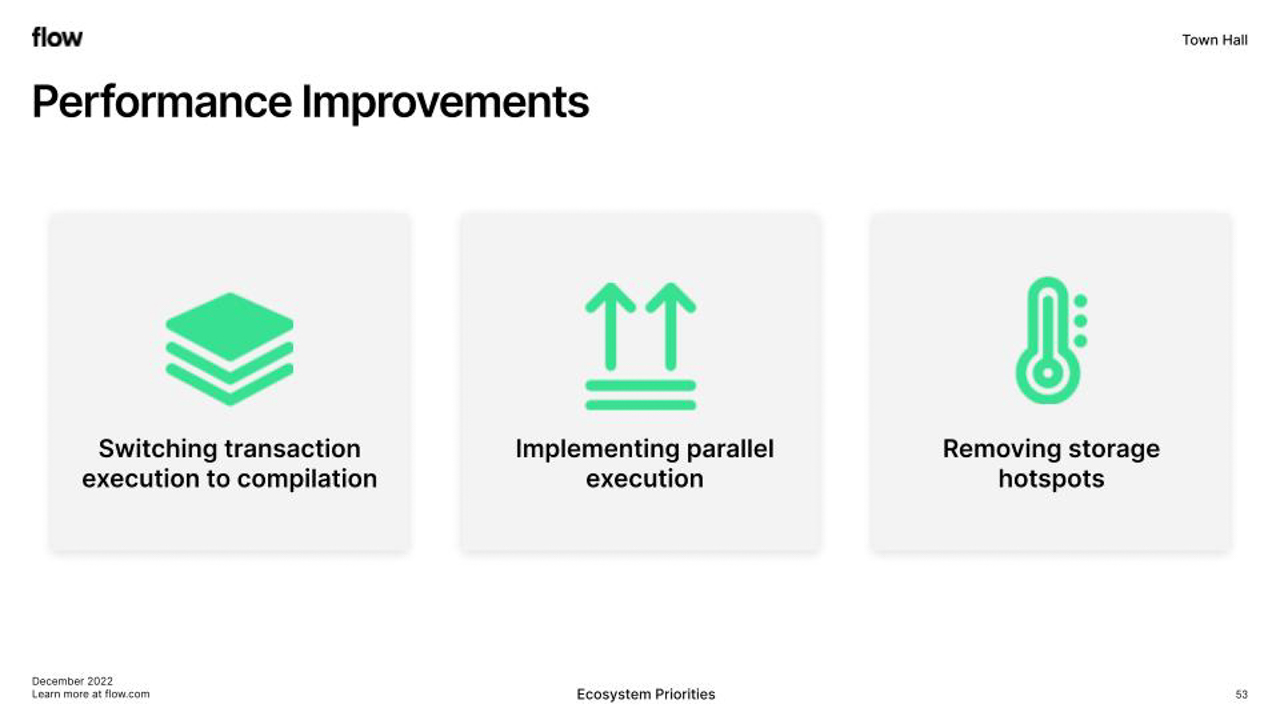 flow
Town Hall
Performance Improvements
Switching transaction
execution to compilation
Implementing parallel
execution
Removing storage
hotspots
December 2022
Learn more at flow.com
Ecosystem Priorities
53